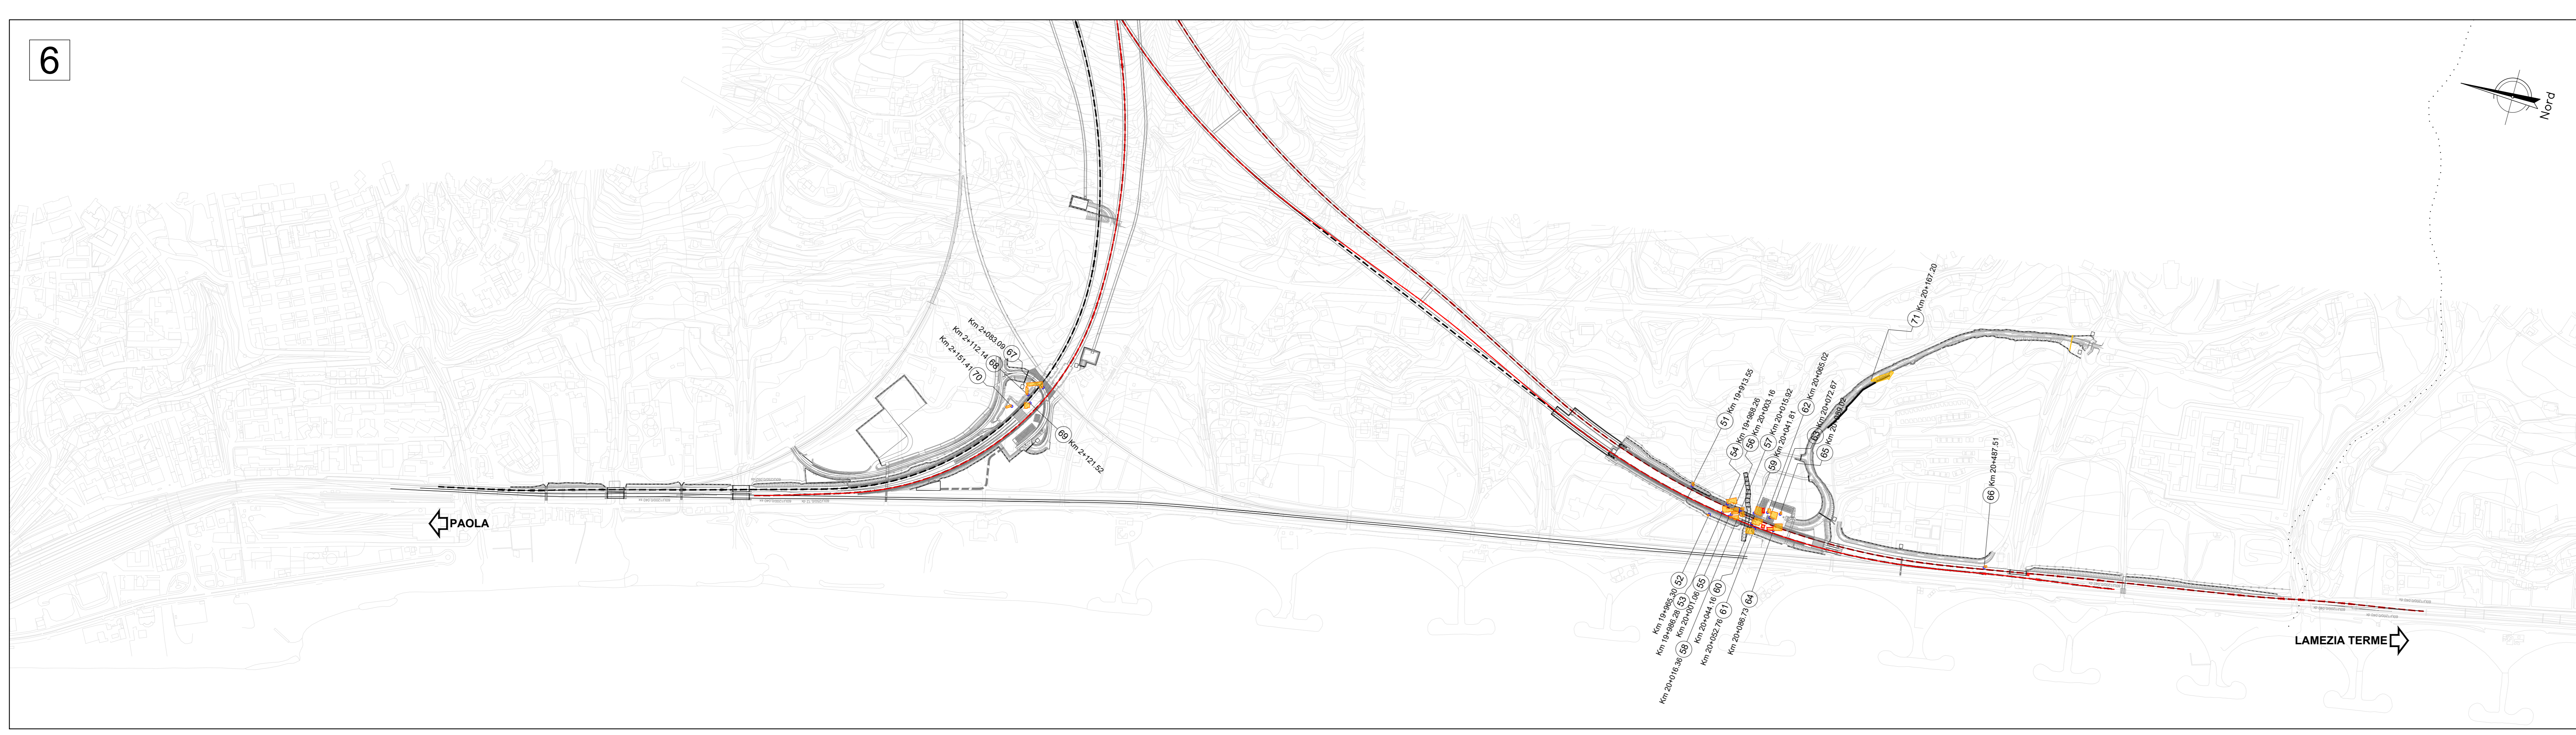 6
Nord
Km 2+083.09 67
Km 2+112.14 68
Km 2+151.41 70
69 Km 2+121.52
PAOLA
71 Km 20+167.20
51 Km 19+913.55
54 Km 19+988.26
56 Km 20+003.16
57 Km 20+015.92
59 Km 20+041.81
62 Km 20+065.02
63 Km 20+072.67
65
66 Km 20+487.51
Km 19+965.30 52
Km 19+986.28 53
Km 20+001.06 55
Km 20+016.36 58
Km 20+044.16 60
Km 20+052.76 61
Km 20+086.73 64
LAMEZIA TERME